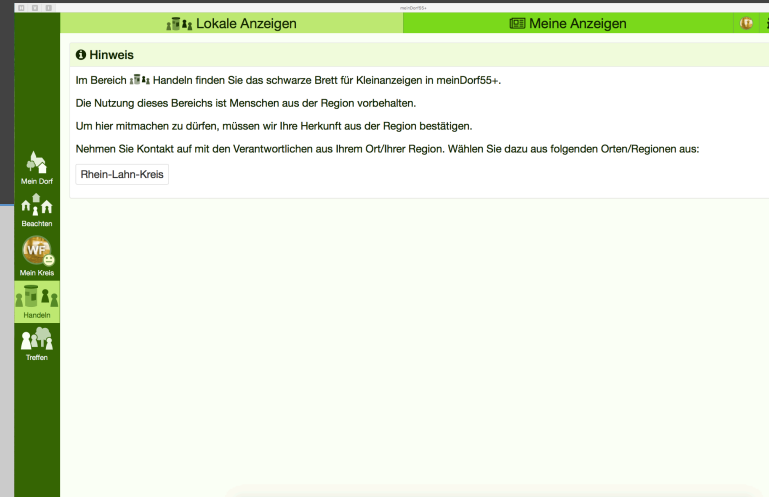 meinDorf55+
Lokale Anzeigen
Meine Anzeigen
Hinweis
Im Bereich Handeln finden Sie das schwarze Brett für Kleinanzeigen in meinDorf55+.
Die Nutzung dieses Bereichs ist Menschen aus der Region vorbehalten.
Um hier mitmachen zu dürfen, müssen wir Ihre Herkunft aus der Region bestätigen.
Nehmen Sie Kontakt auf mit den Verantwortlichen aus Ihrem Ort/Ihrer Region. Wählen Sie dazu aus folgenden Orten/Regionen aus:
Rhein-Lahn-Kreis
Mein Dorf
Beachten
WF
Mein Kreis
Handeln
Treffen